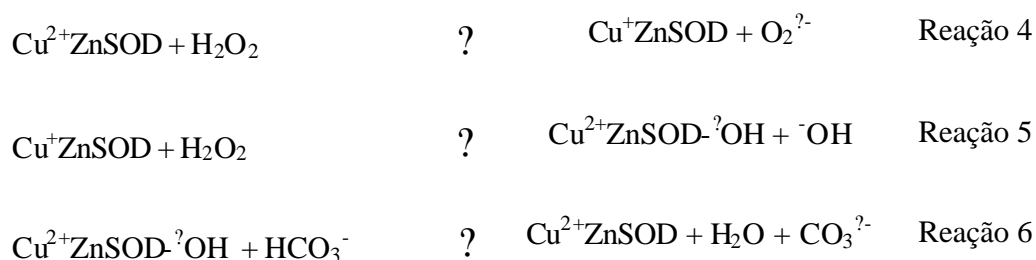 Cu²⁺ZnSOD + H₂O₂ ? Cu⁺ZnSOD + O₂^?- Reação 4
Cu⁺ZnSOD + H₂O₂ ? Cu²⁺ZnSOD-^?OH + ⁻OH Reação 5
Cu²⁺ZnSOD-^?OH + HCO₃⁻ ? Cu²⁺ZnSOD + H₂O + CO₃^?- Reação 6